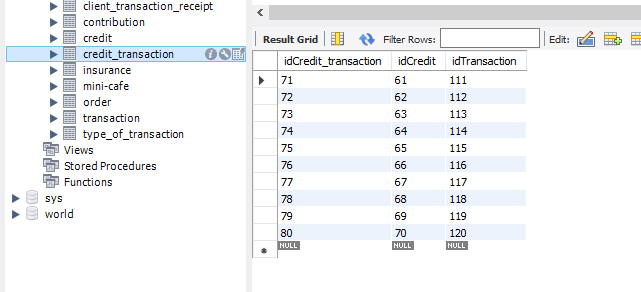 client_transaction_receipt
contribution
credit
credit_transaction
insurance
mini-cafe
order
transaction
type_of_transaction
Views
Stored Procedures
Functions
sys
world
Result Grid Filter Rows: Edit:
idCredit_transaction idCredit idTransaction
71 61 111
72 62 112
73 63 113
74 64 114
75 65 115
76 66 116
77 67 117
78 68 118
79 69 119
80 70 120
NULL NULL NULL